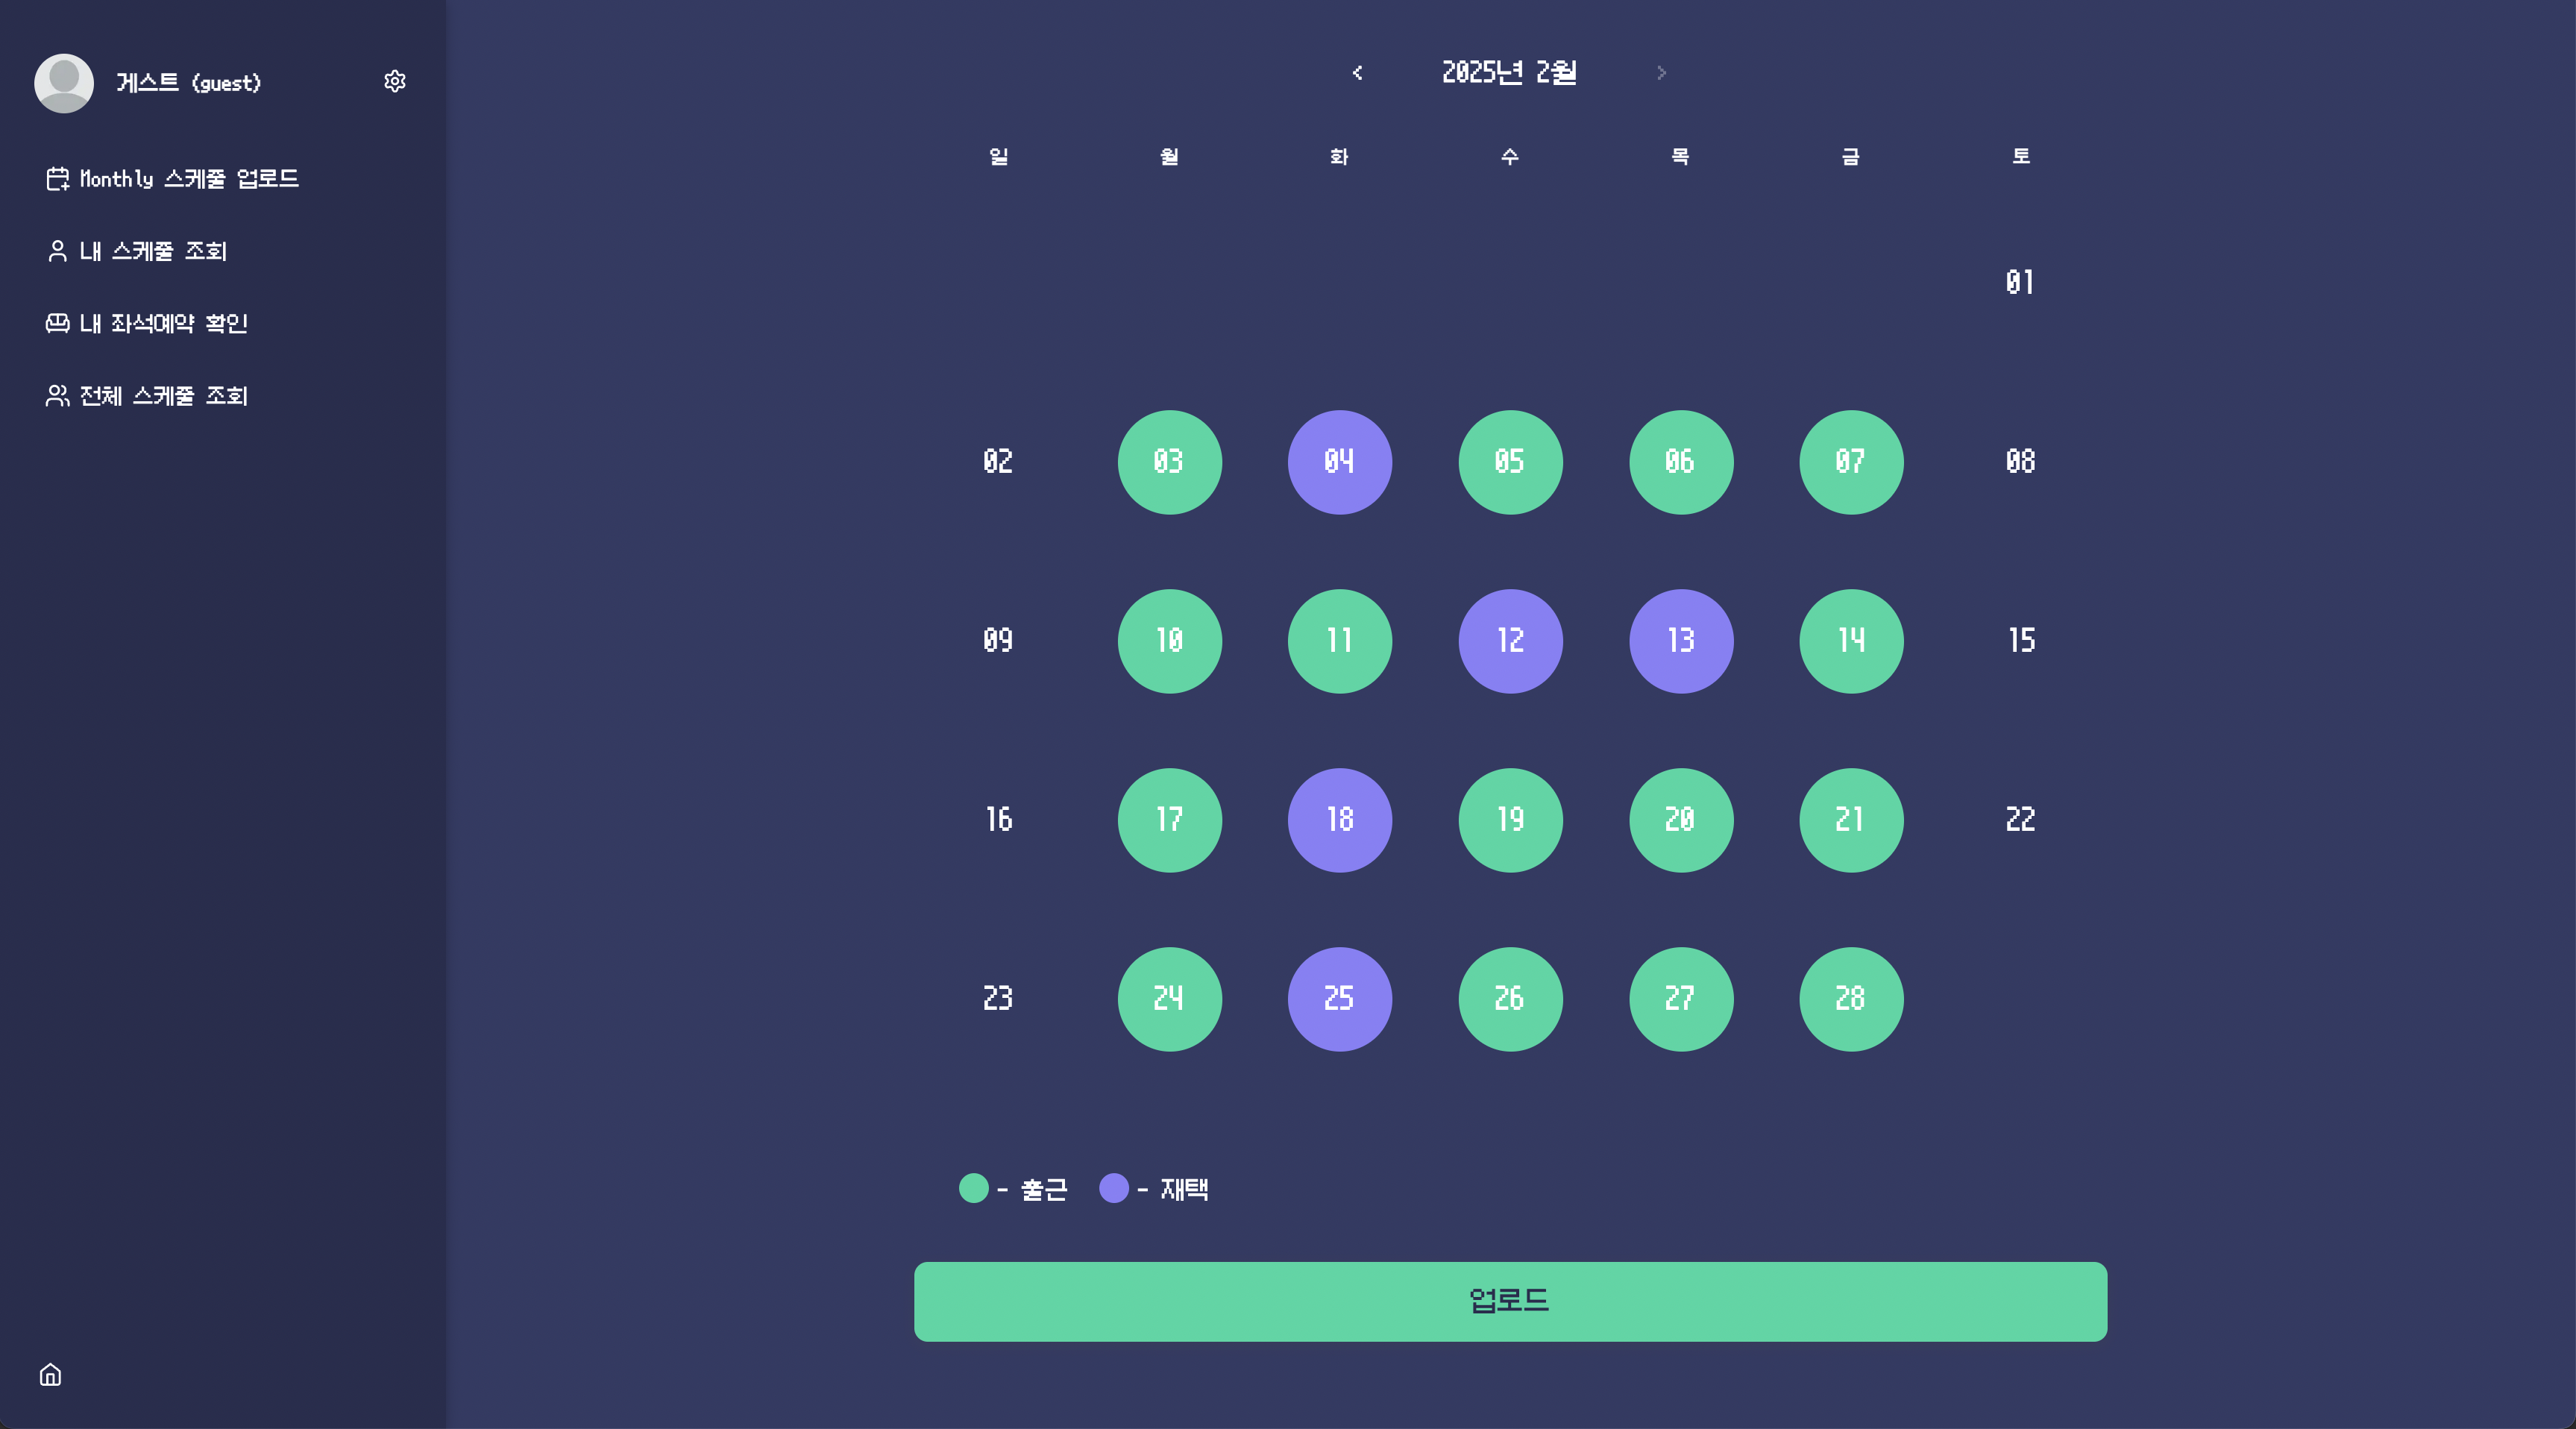 게스트 (guest)
Monthly 스케줄 업로드
내 스케줄 조회
내 좌석예약 확인
전체 스케줄 조회
< 2025년 2월 >
일 월 화 수 목 금 토
01
02 03 04 05 06 07 08
09 10 11 12 13 14 15
16 17 18 19 20 21 22
23 24 25 26 27 28
- 출근 - 재택
업로드